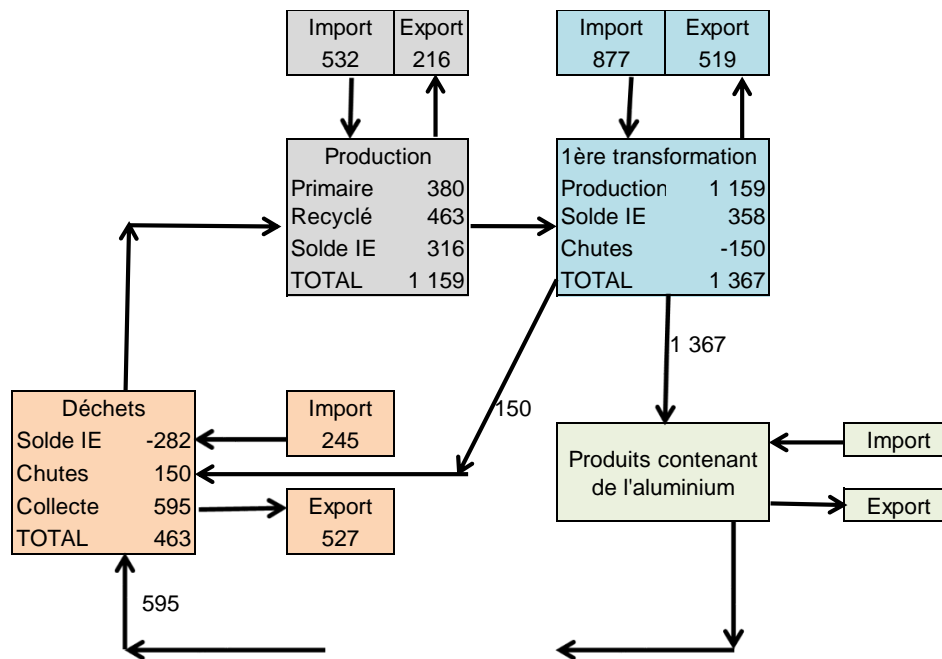 Import Export
532 216
Import Export
877 519
Production
Primaire 380
Recyclé 463
Solde IE 316
TOTAL 1 159
1ère transformation
Production 1 159
Solde IE 358
Chutes -150
TOTAL 1 367
1 367
150
Déchets
Solde IE -282
Chutes 150
Collecte 595
TOTAL 463
Import
245
Export
527
Produits contenant
de l'aluminium
Import
Export
595